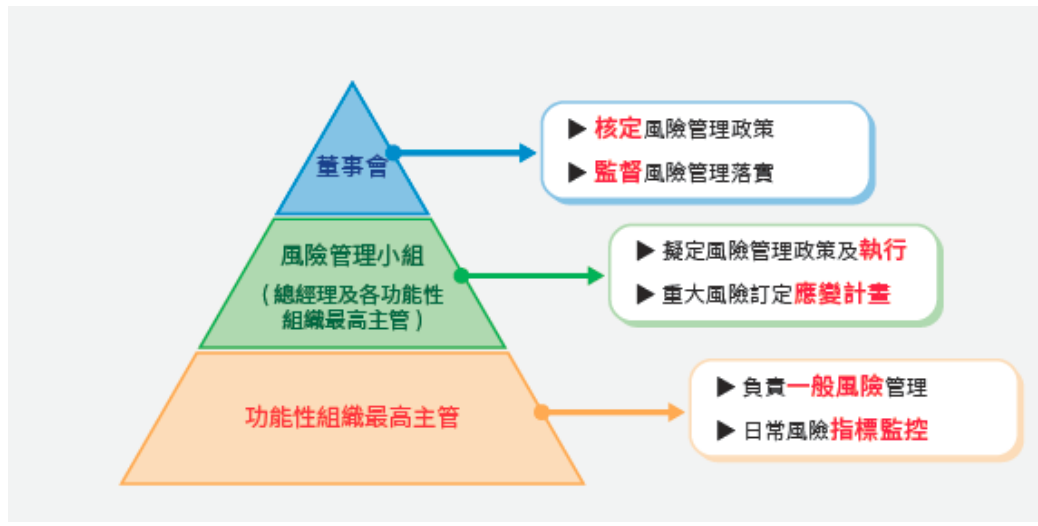 董事會
▶ 核定風險管理政策
▶ 監督風險管理落實
風險管理小組
(總經理及各功能性
組織最高主管)
▶ 擬定風險管理政策及執行
▶ 重大風險訂定應變計畫
功能性組織最高主管
▶ 負責一般風險管理
▶ 日常風險指標監控